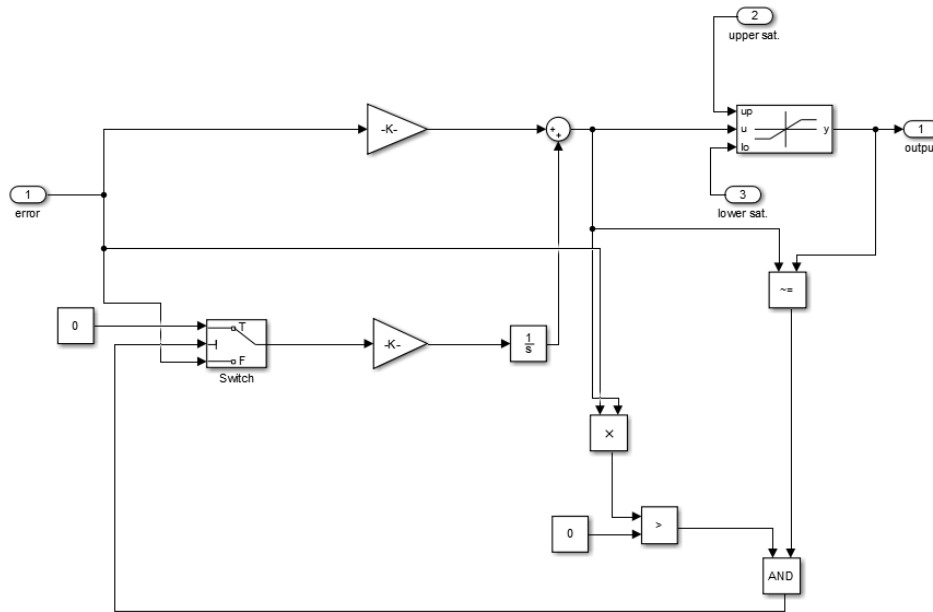 2
upper sat.
-K-
+
+
up
u
lo
y
1
output
1
error
3
lower sat.
~=
0
T
F
Switch
-K-
1
s
×
0
>
AND